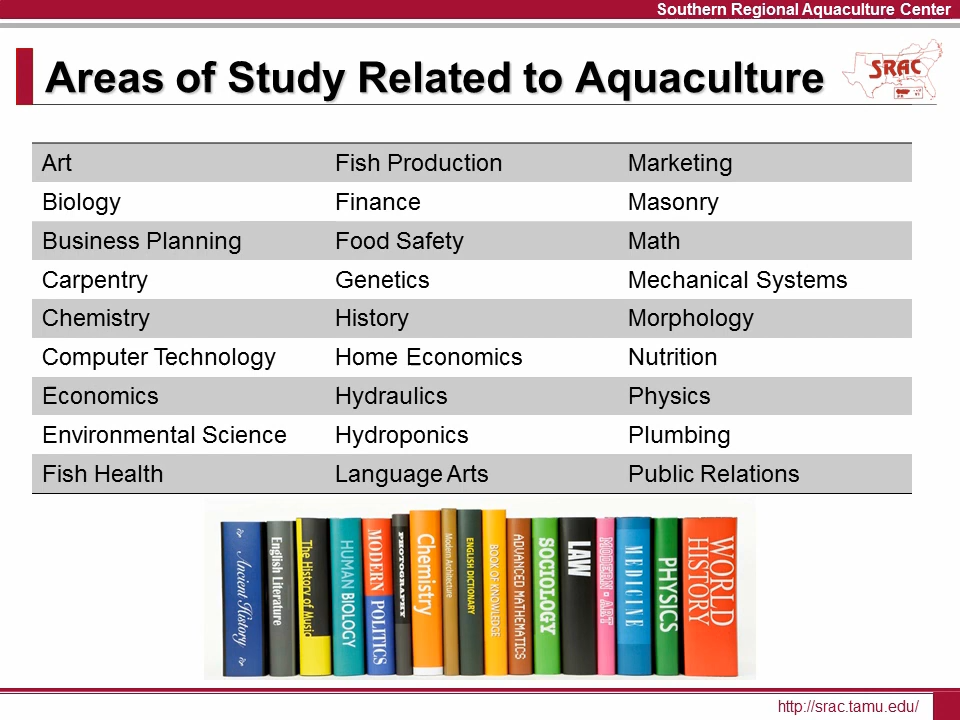 Southern Regional Aquaculture Center
Areas of Study Related to Aquaculture
SRAC
Art Fish Production Marketing
Biology Finance Masonry
Business Planning Food Safety Math
Carpentry Genetics Mechanical Systems
Chemistry History Morphology
Computer Technology Home Economics Nutrition
Economics Hydraulics Physics
Environmental Science Hydroponics Plumbing
Fish Health Language Arts Public Relations
Ancient History
English Literature
The History of Music
HUMAN BIOLOGY
MODERN POLITICS
PHOTOGRAPHY
Chemistry
Modern Architecture
ENGLISH DICTIONARY
BOOK OF KNOWLEDGE
ADVANCED MATHEMATICS
SOCIOLOGY
LAW
MODERN ART
MEDICINE
PHYSICS
WORLD HISTORY
http://srac.tamu.edu/